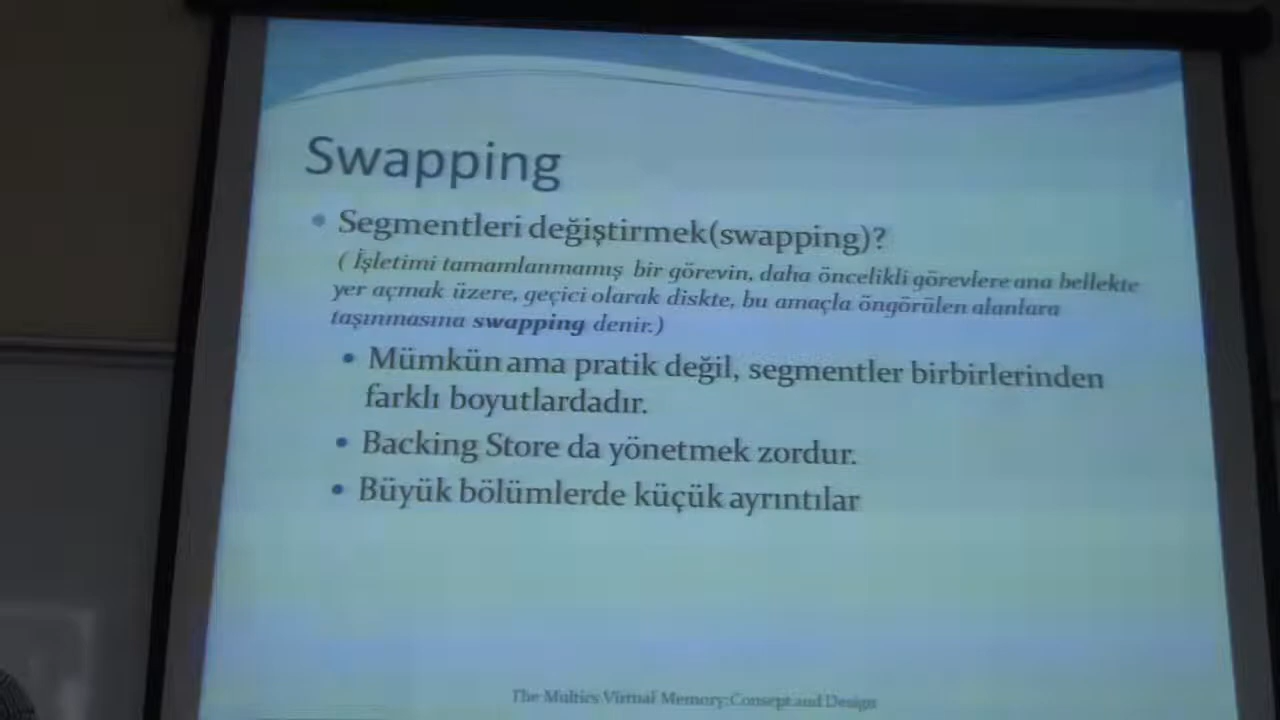 Swapping
Segmentleri değiştirmek(swapping)?
( İşletimi tamamlanmamış bir görevin, daha öncelikli görevlere ana bellekte
yer açmak üzere, geçici olarak diskte, bu amaçla öngörülen alanlara
taşınmasına swapping denir.)
• Mümkün ama pratik değil, segmentler birbirlerinden
farklı boyutlardadır.
• Backing Store da yönetmek zordur.
• Büyük bölümlerde küçük ayrıntılar
The Multics Virtual Memory:Consept and Design